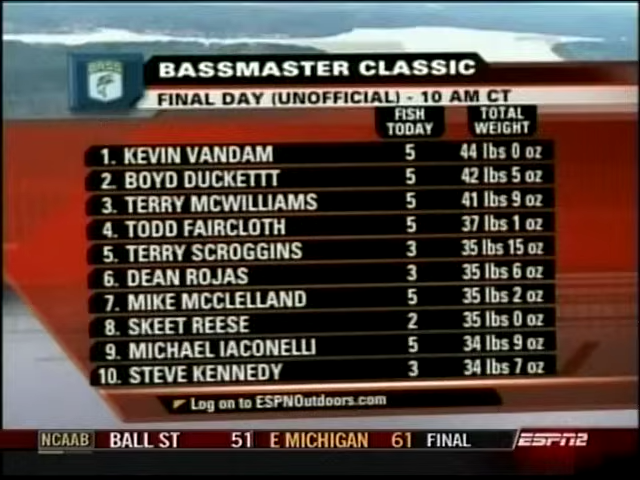 BASS
BASSMASTER CLASSIC
FINAL DAY (UNOFFICIAL) - 10 AM CT
FISH TODAY TOTAL WEIGHT
1. KEVIN VANDAM 5 44 lbs 0 oz
2. BOYD DUCKETTT 5 42 lbs 5 oz
3. TERRY MCWILLIAMS 5 41 lbs 9 oz
4. TODD FAIRCLOTH 5 37 lbs 1 oz
5. TERRY SCROGGINS 3 35 lbs 15 oz
6. DEAN ROJAS 3 35 lbs 6 oz
7. MIKE MCCLELLAND 5 35 lbs 2 oz
8. SKEET REESE 2 35 lbs 0 oz
9. MICHAEL IACONELLI 5 34 lbs 9 oz
10. STEVE KENNEDY 3 34 lbs 7 oz
Log on to ESPNOutdoors.com
NCAAB BALL ST 51 E MICHIGAN 61 FINAL ESPN2